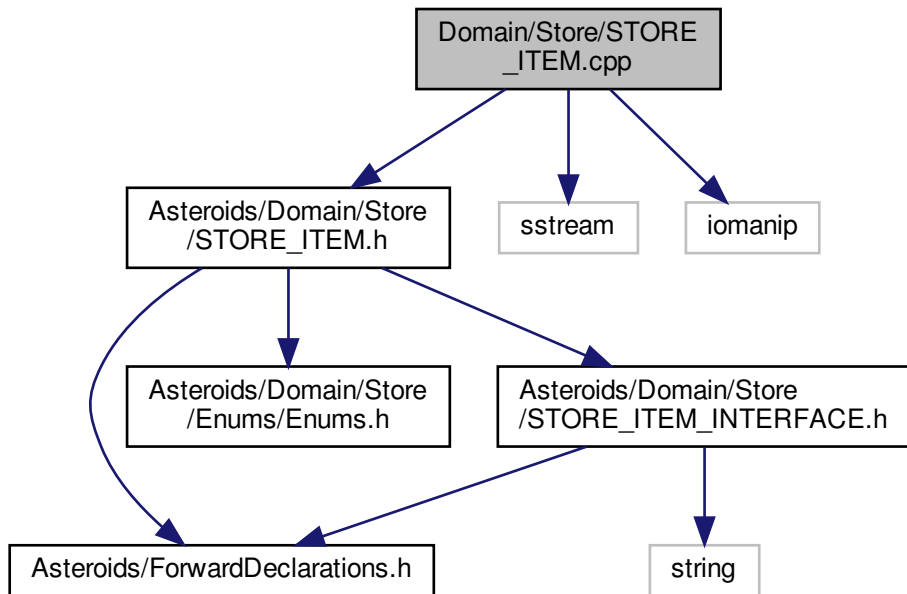 Domain/Store/STORE
_ITEM.cpp
Asteroids/Domain/Store
/STORE_ITEM.h
sstream
iomanip
Asteroids/Domain/Store
/Enums/Enums.h
Asteroids/Domain/Store
/STORE_ITEM_INTERFACE.h
Asteroids/ForwardDeclarations.h
string